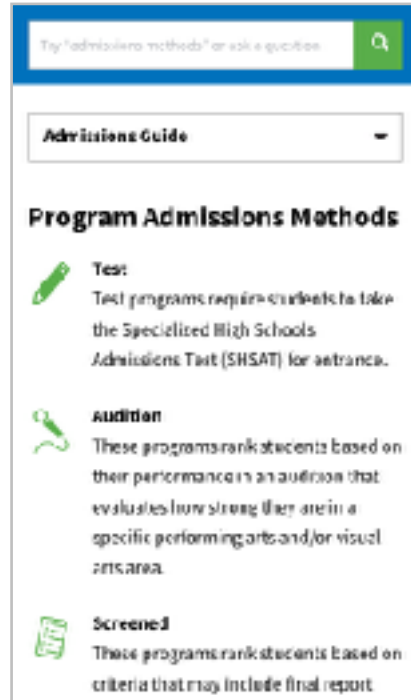 Try "admissions methods" or ask a question
Admissions Guide
Program Admissions Methods
Test
Test programs require students to take
the Specialized High Schools
Admissions Test (SHSAT) for entrance.
Audition
These programs rank students based on
their performance in an audition that
evaluates how strong they are in a
specific performing arts and/or visual
arts area.
Screened
These programs rank students based on
criteria that may include final report